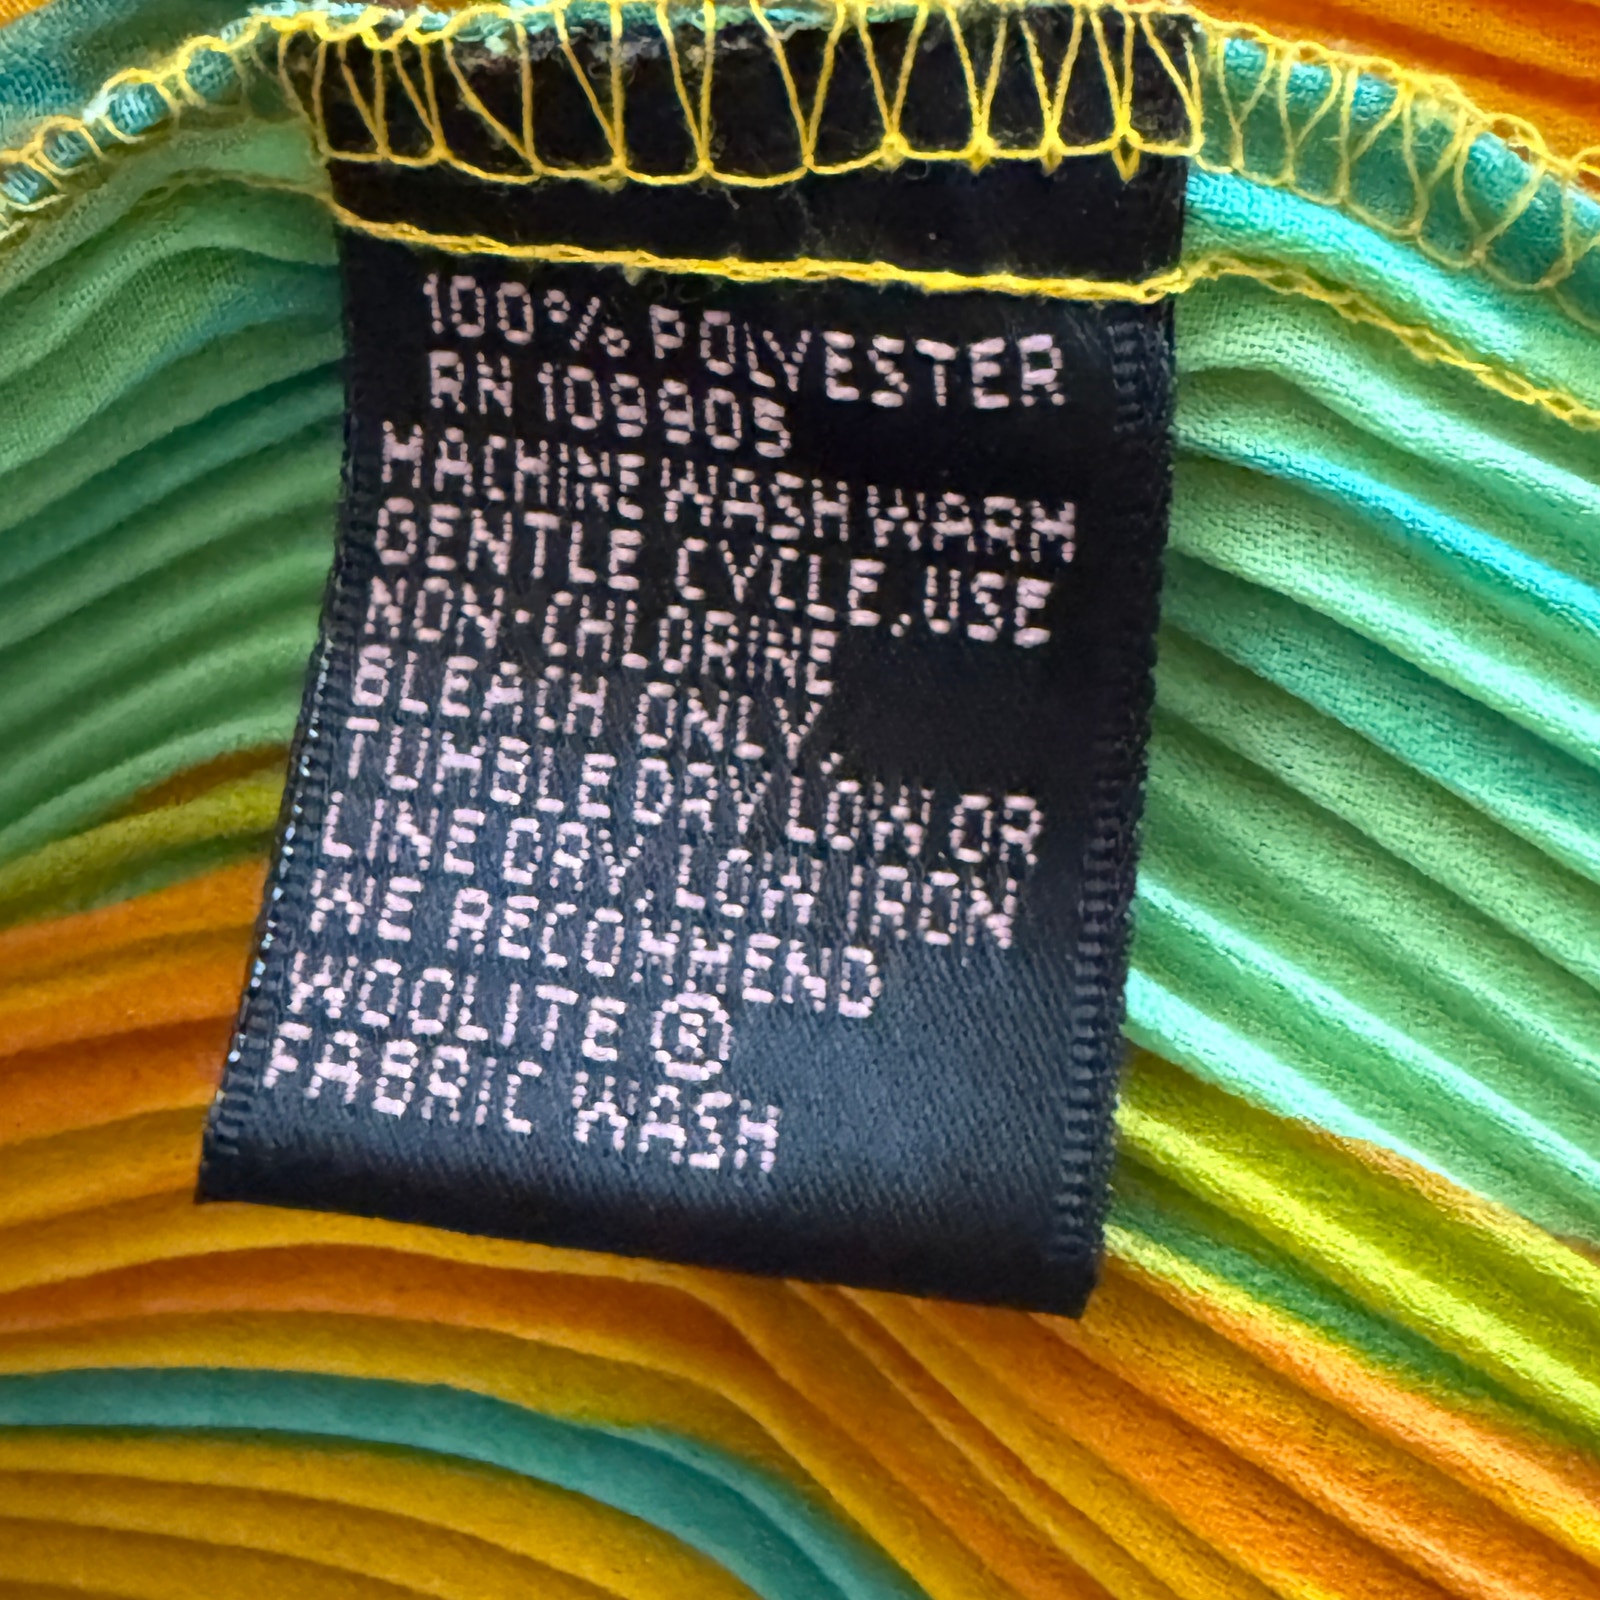 100% POLYESTER
RN 109905
MACHINE WASH WARM
GENTLE CYCLE, USE
NON-CHLORINE
BLEACH ONLY,
TUMBLE DRY LOW OR
LINE DRY, LOW IRON
WE RECOMMEND
WOOLITE ®
FABRIC WASH